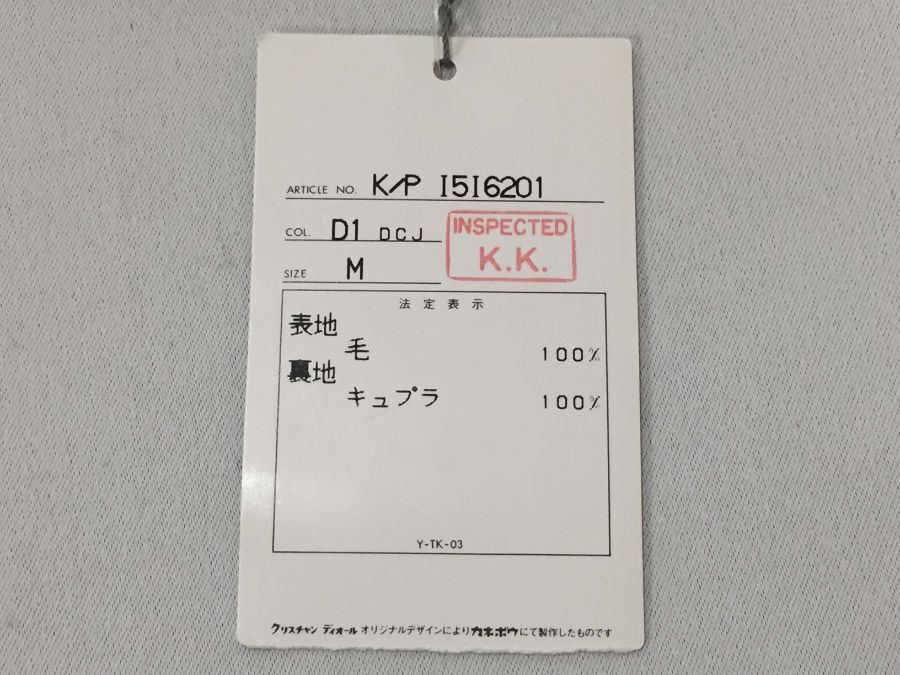 ARTICLE NO. K/P I5I6201
COL. D1 DCJ
INSPECTED
K.K.
SIZE M
法定表示
表地
毛 100%
裏地
キュプラ 100%
Y-TK-03
クリスチャン ディオール オリジナルデザインにより カネボウ にて製作したものです